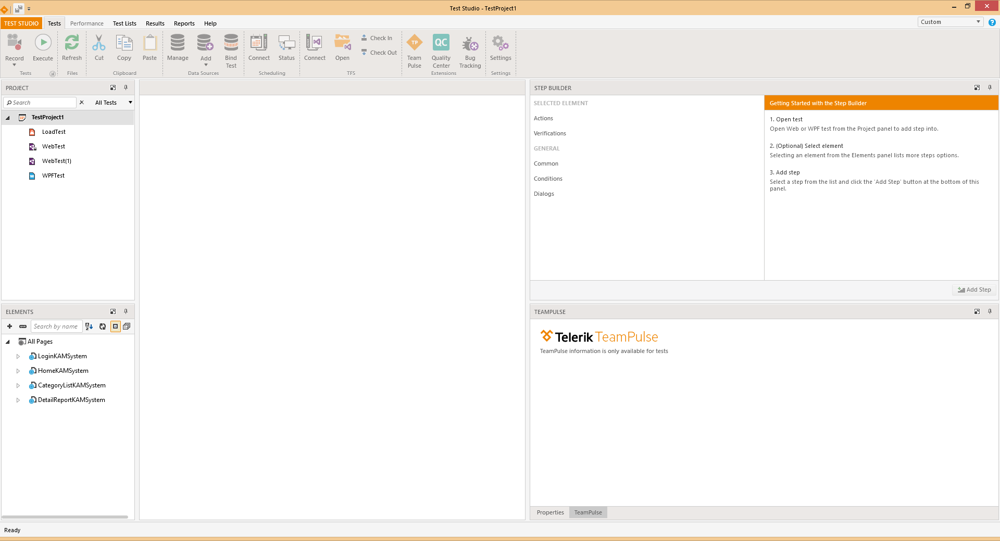 Test Studio - TestProject1
TEST STUDIO Tests Performance Test Lists Results Reports Help Custom
Record Execute Refresh Cut Copy Paste Manage Add Bind Test Connect Status Connect Open Check In Check Out Team Pulse Quality Center Bug Tracking Settings
Tests Files Clipboard Data Sources Scheduling TFS Extensions Settings
PROJECT
Search All Tests
TestProject1
LoadTest
WebTest
WebTest(1)
WPFTest
ELEMENTS
Search by name
All Pages
LoginKAMSystem
HomeKAMSystem
CategoryListKAMSystem
DetailReportKAMSystem
STEP BUILDER
SELECTED ELEMENT
Actions
Verifications
GENERAL
Common
Conditions
Dialogs
Getting Started with the Step Builder
1. Open test
Open Web or WPF test from the Project panel to add step into.
2. (Optional) Select element
Selecting an element from the Elements panel lists more steps options.
3. Add step
Select a step from the list and click the 'Add Step' button at the bottom of this
panel.
Add Step
TEAMPULSE
Telerik TeamPulse
TeamPulse information is only available for tests
Properties TeamPulse
Ready